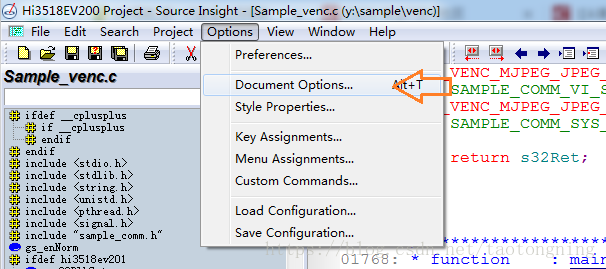 Hi3518EV200 Project - Source Insight - [Sample_venc.c (y:\sample\venc)]
File Edit Search Project Options View Window Help
Sample_venc.c
ifdef __cplusplus
if __cplusplus
endif
endif
include <stdio.h>
include <stdlib.h>
include <string.h>
include <unistd.h>
include <pthread.h>
include <signal.h>
include "sample_comm.h"
gs_enNorm
ifdef hi3518ev201
Preferences...
Document Options... Alt+T
Style Properties...
Key Assignments...
Menu Assignments...
Custom Commands...
Load Configuration...
Save Configuration...
_VENC_MJPEG_JPEG_
SAMPLE_COMM_VI_S
_VENC_MJPEG_JPEG_
SAMPLE_COMM_SYS_
return s32Ret;
01768: * function : main